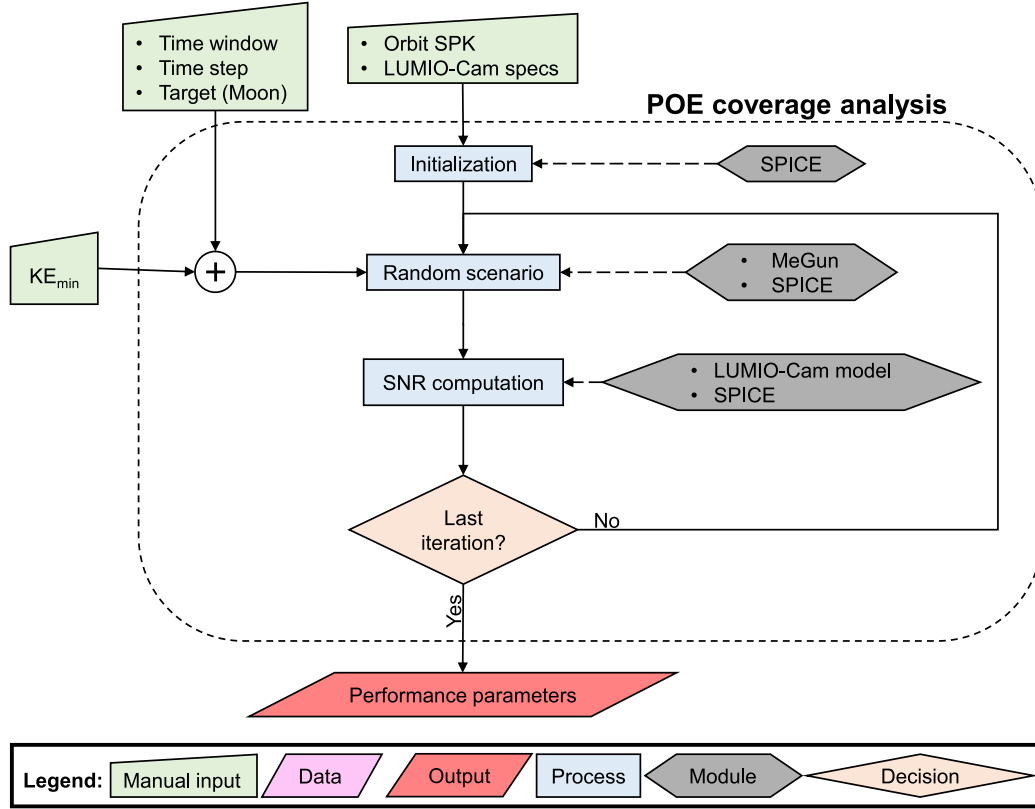 • Time window
• Time step
• Target (Moon)
• Orbit SPK
• LUMIO-Cam specs
POE coverage analysis
Initialization
SPICE
KEmin
+
Random scenario
• MeGun
• SPICE
SNR computation
• LUMIO-Cam model
• SPICE
Last
iteration?
No
Yes
Performance parameters
Legend: Manual input Data Output Process Module Decision